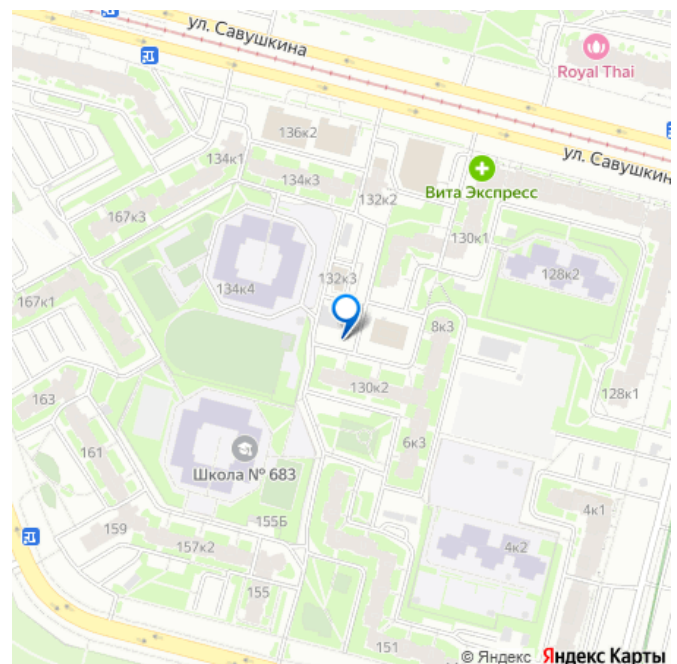 ул. Савушкина
Royal Thai
136к2
134к1
ул. Савушкина
134к3
Вита Экспресс
132к2
167к3
130к1
132к3
128к2
134к4
167к1
8к3
130к2
128к1
163
6к3
161
Школа № 683
4к1
155Б
159
157к2
4к2
155
151
© Яндекс Яндекс Карты